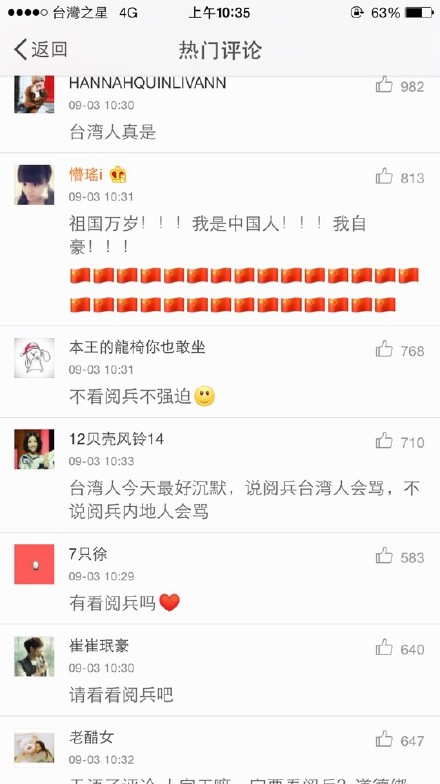 台灣之星 4G 上午10:35 63%
返回 热门评论
HANNAHQUINLIVANN 982
09-03 10:30
台湾人真是
懵瑤i 813
09-03 10:31
祖国万岁！！！我是中国人！！！我自
豪！！！
本王的龍椅你也敢坐 768
09-03 10:31
不看阅兵不强迫
12贝壳风铃14 710
09-03 10:33
台湾人今天最好沉默，说阅兵台湾人会骂，不
说阅兵内地人会骂
7只徐 583
09-03 10:29
有看阅兵吗
崔崔珉豪 640
09-03 10:30
请看看阅兵吧
老醋女 647
09-03 10:32